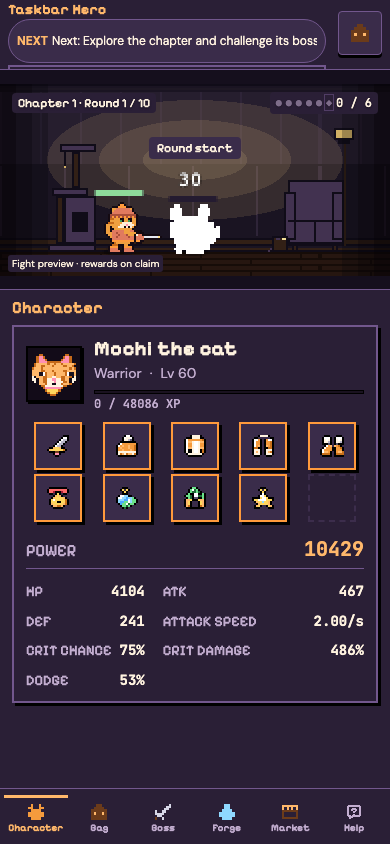 Taskbar Hero
NEXT Next: Explore the chapter and challenge its boss
Chapter 1 · Round 1 / 10
0 / 6
Round start
30
Fight preview · rewards on claim
Character
Mochi the cat
Warrior · Lv 60
0 / 48086 XP
POWER 10429
HP 4104 ATK 467
DEF 241 ATTACK SPEED 2.00/s
CRIT CHANCE 75% CRIT DAMAGE 486%
DODGE 53%
Character Bag Boss Forge Market Help